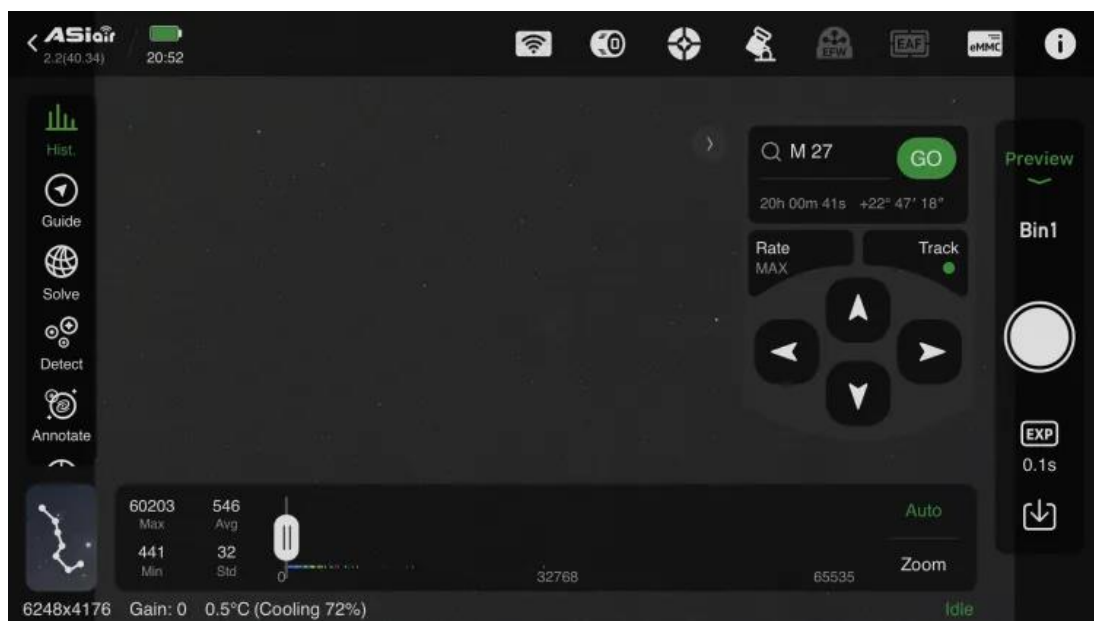 ASiair
2.2(40.34)
20:52
EFW
EAF
eMMC
Hist.
Guide
Solve
Detect
Annotate
M 27
GO
20h 00m 41s +22° 47' 18"
Rate
MAX
Track
Preview
Bin1
EXP
0.1s
60203 546
Max Avg
441 32
Min Std
0 32768 65535
Auto
Zoom
6248x4176 Gain: 0 0.5°C (Cooling 72%) Idle